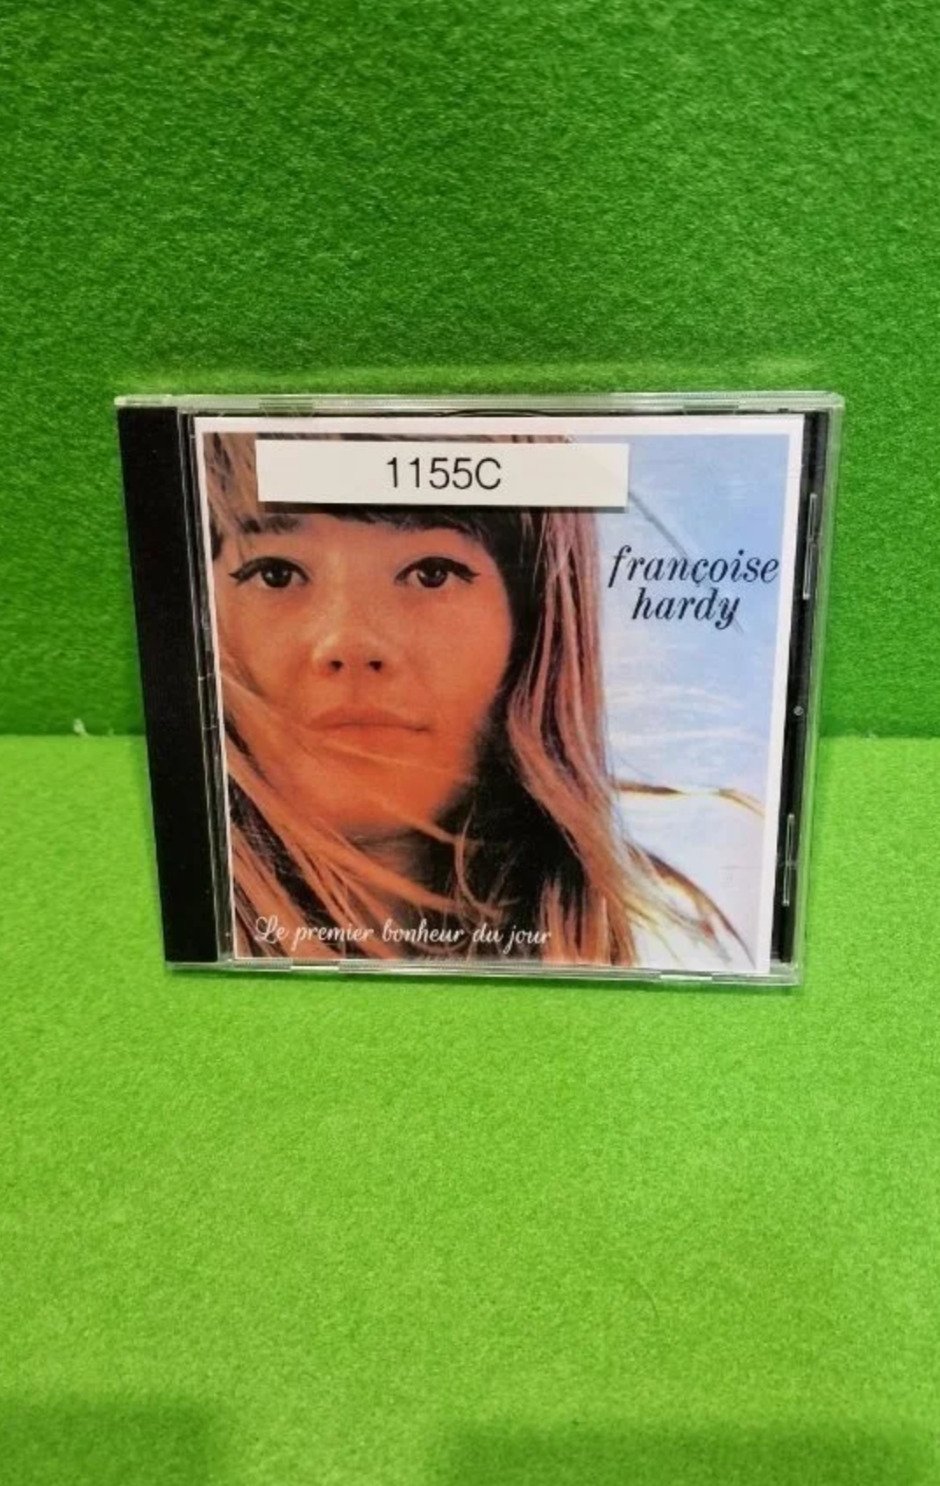 1155C
françoise
hardy
Le premier bonheur du jour